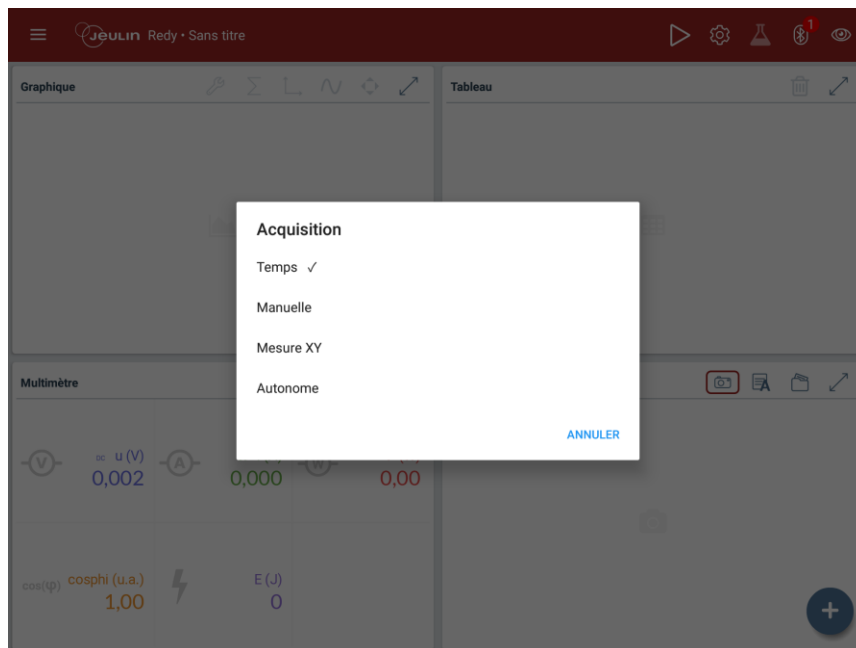 Jeulin Redy • Sans titre
1
Graphique
Tableau
Acquisition
Temps ✓
Manuelle
Mesure XY
Autonome
ANNULER
Multimètre
V
DC u (V)
0,002
A
0,000
W
0,00
cos(φ)
cosphi (u.a.)
1,00
E (J)
0